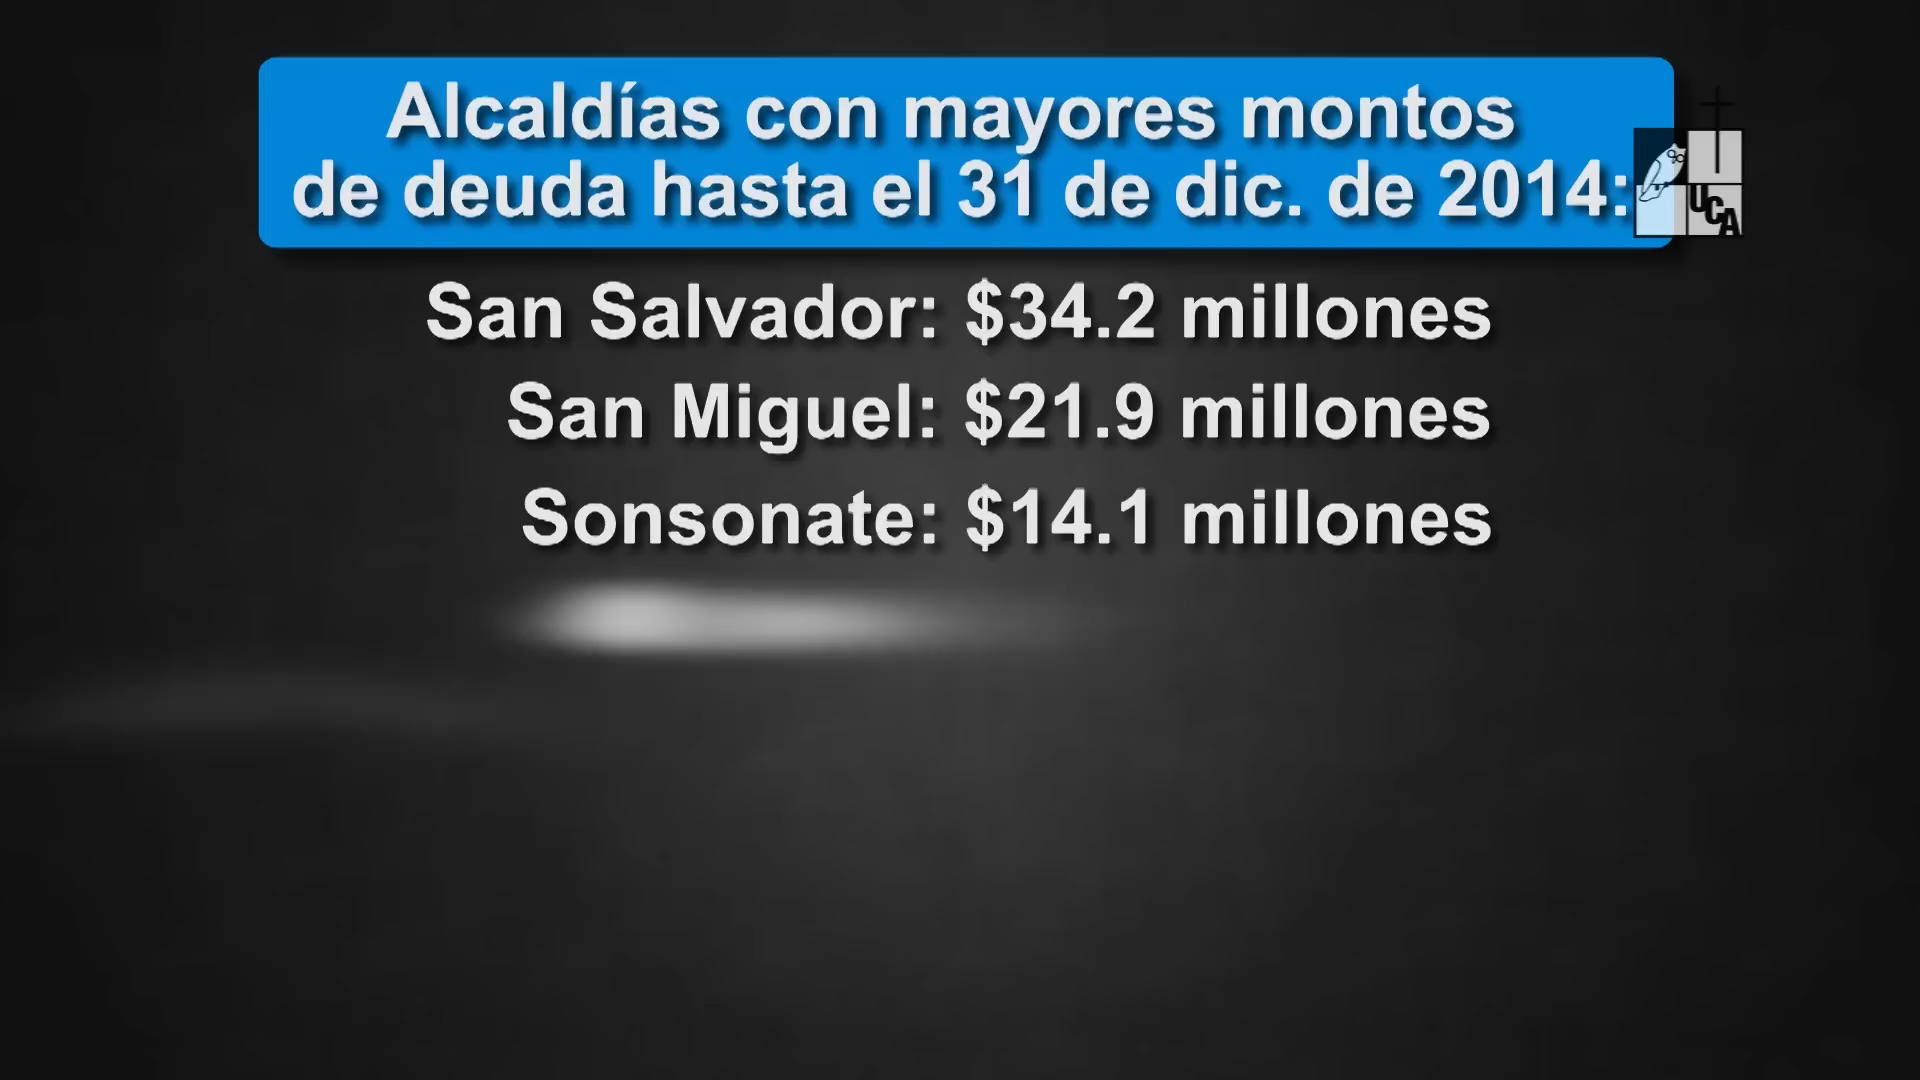 Alcaldías con mayores montos
de deuda hasta el 31 de dic. de 2014:
UCA
San Salvador: $34.2 millones
San Miguel: $21.9 millones
Sonsonate: $14.1 millones